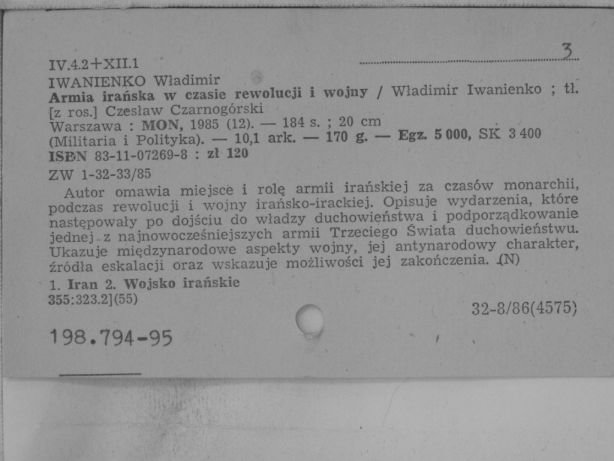 3
IV.4.2+XII.1
IWANIENKO Władimir
Armia irańska w czasie rewolucji i wojny / Władimir Iwanienko ; tł.
[z ros.] Czesław Czarnogórski
Warszawa : MON, 1985 (12). — 184 s. ; 20 cm
(Militaria i Polityka). — 10,1 ark. — 170 g. — Egz. 5 000, SK 3 400
ISBN 83-11-07269-8 : zł 120
ZW 1-32-33/85
Autor omawia miejsce i rolę armii irańskiej za czasów monarchii,
podczas rewolucji i wojny irańsko-irackiej. Opisuje wydarzenia, które
następowały po dojściu do władzy duchowieństwa i podporządkowanie
jednej z najnowocześniejszych armii Trzeciego Świata duchowieństwu.
Ukazuje międzynarodowe aspekty wojny, jej antynarodowy charakter,
źródła eskalacji oraz wskazuje możliwości jej zakończenia. (N)
1. Iran 2. Wojsko irańskie
355:323.2](55)
32-8/86(4575)
198.794-95